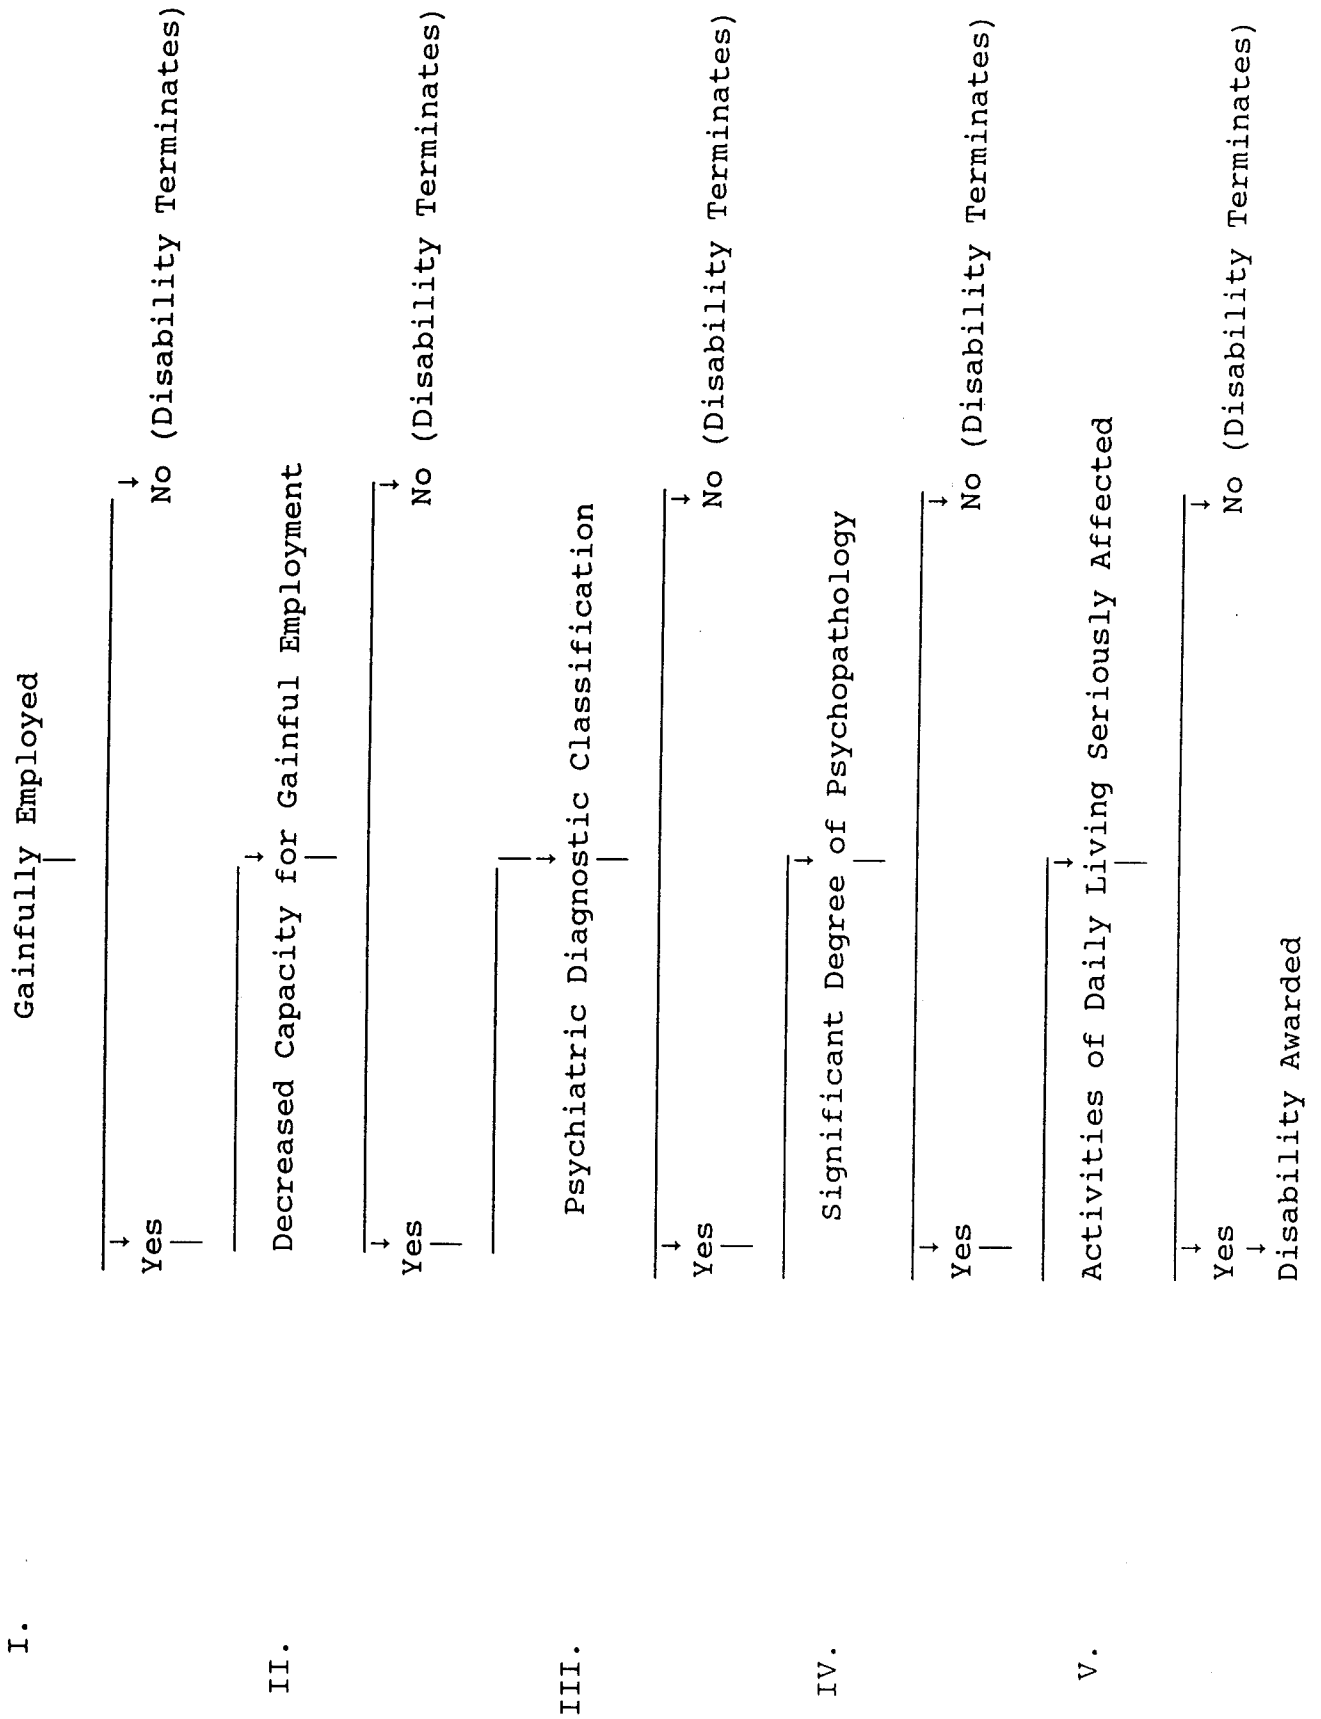 I. Gainfully Employed
Yes No (Disability Terminates)
II. Decreased Capacity for Gainful Employment
Yes No (Disability Terminates)
III. Psychiatric Diagnostic Classification
Yes No (Disability Terminates)
IV. Significant Degree of Psychopathology
Yes No (Disability Terminates)
V. Activities of Daily Living Seriously Affected
Yes No (Disability Terminates)
Disability Awarded